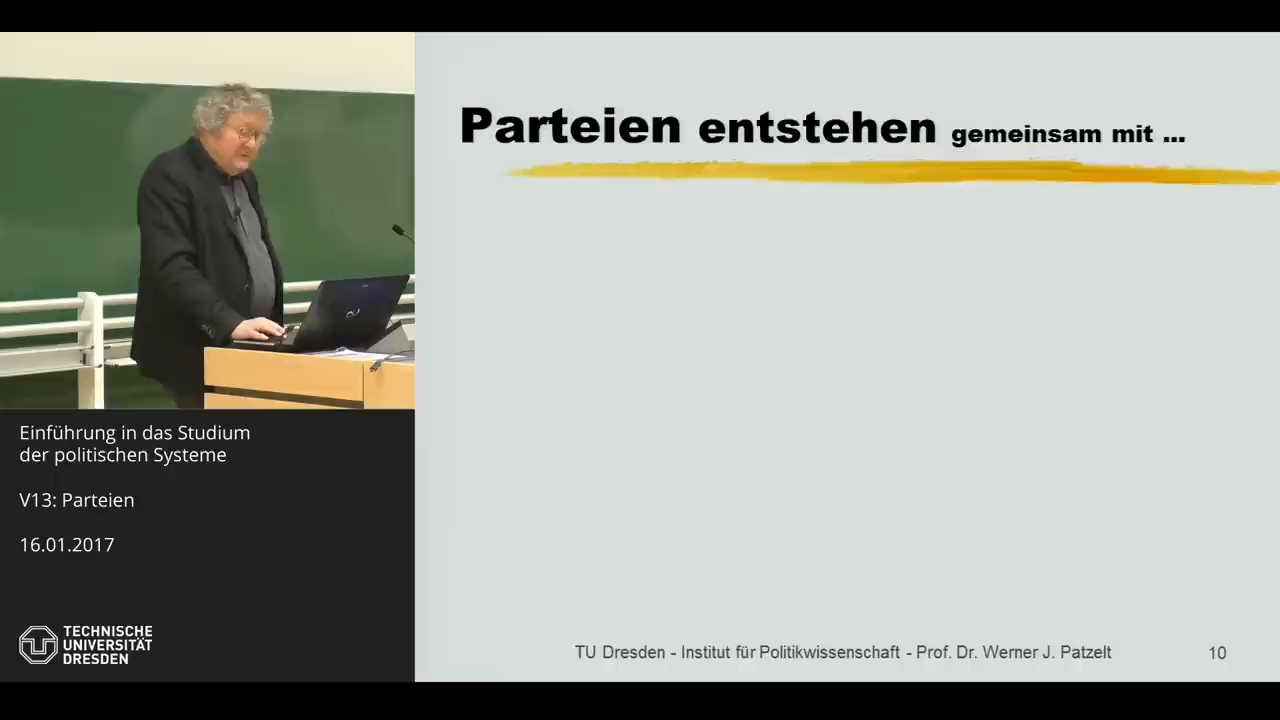 Parteien entstehen gemeinsam mit ...
Einführung in das Studium
der politischen Systeme
V13: Parteien
16.01.2017
TECHNISCHE
UNIVERSITÄT
DRESDEN
TU Dresden - Institut für Politikwissenschaft - Prof. Dr. Werner J. Patzelt
10